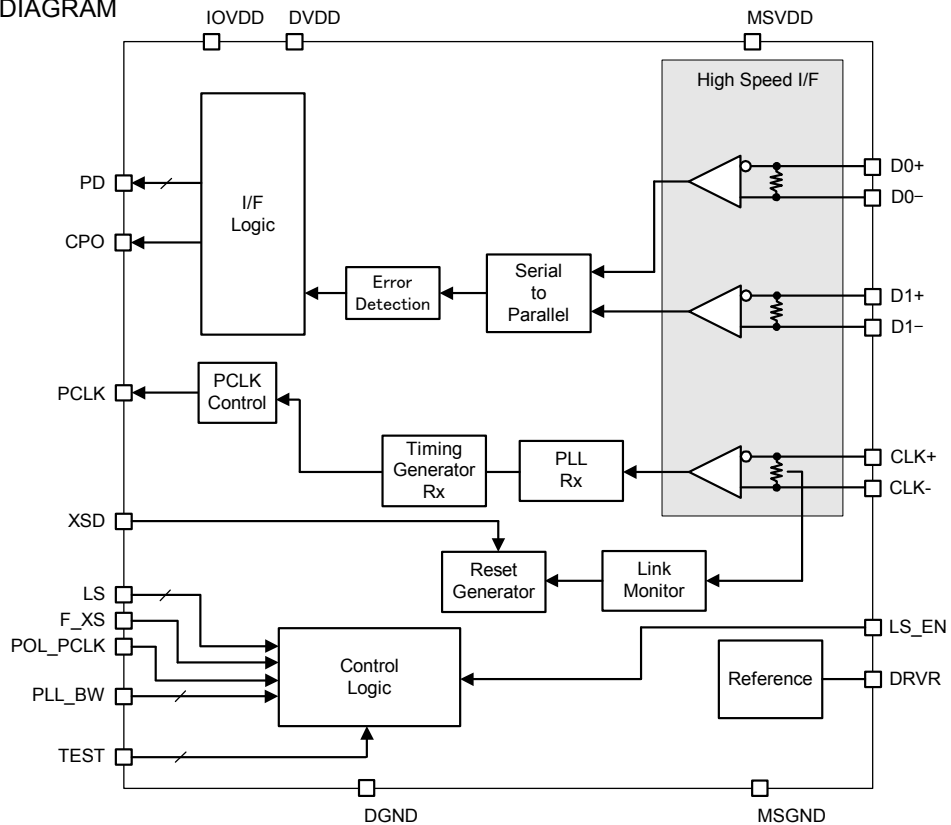 DIAGRAM
IOVDD
DVDD
MSVDD
High Speed I/F
D0+
D0−
PD
CPO
I/F
Logic
Error
Detection
Serial
to
Parallel
D1+
D1−
PCLK
PCLK
Control
Timing
Generator
Rx
PLL
Rx
CLK+
CLK-
XSD
Reset
Generator
Link
Monitor
LS
F_XS
POL_PCLK
PLL_BW
TEST
Control
Logic
LS_EN
Reference
DRVR
DGND
MSGND